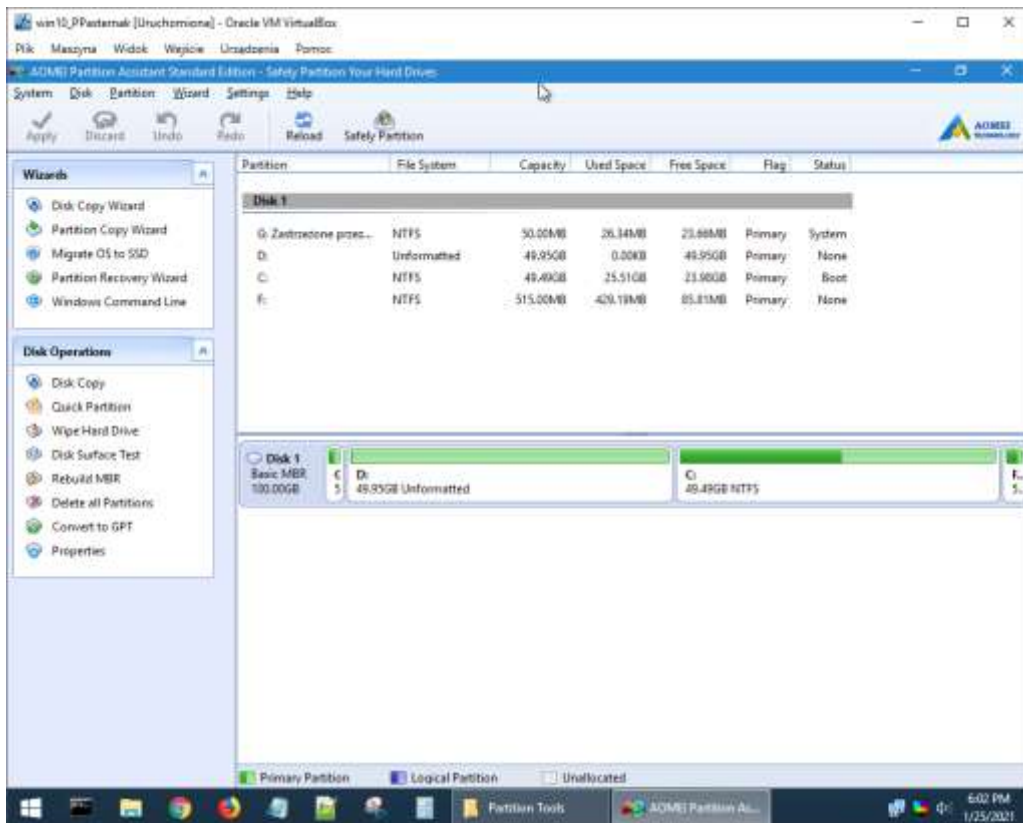 win10_PPasternak [Uruchomiona] - Oracle VM VirtualBox
Plik Maszyna Widok Wejście Urządzenia Pomoc
AOMEI Partition Assistant Standard Edition - Safely Partition Your Hard Drives
System Disk Partition Wizard Settings Help
Apply Discard Undo Redo Reload Safely Partition
AOMEI
Wizards
Disk Copy Wizard
Partition Copy Wizard
Migrate OS to SSD
Partition Recovery Wizard
Windows Command Line
Disk Operations
Disk Copy
Quick Partition
Wipe Hard Drive
Disk Surface Test
Rebuild MBR
Delete all Partitions
Convert to GPT
Properties
Partition File System Capacity Used Space Free Space Flag Status
Disk 1
G: Zastrzeżone przez... NTFS 50.00MB 26.34MB 23.66MB Primary System
D: Unformatted 49.95GB 0.00KB 49.95GB Primary None
C: NTFS 49.49GB 25.51GB 23.98GB Primary Boot
F: NTFS 515.00MB 429.19MB 85.81MB Primary None
Disk 1
Basic MBR
100.00GB
5
D:
49.95GB Unformatted
C:
49.49GB NTFS
F...
5...
Primary Partition Logical Partition Unallocated
Partition Tools AOMEI Partition As...
6:02 PM
1/25/2021